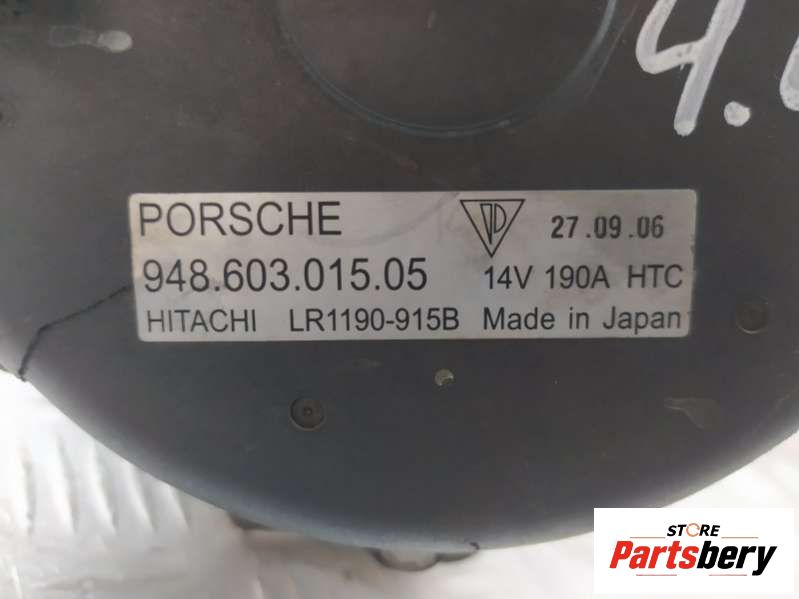 PORSCHE 27.09.06
948.603.015.05 14V 190A HTC
HITACHI LR1190-915B Made in Japan
STORE
Partsbery